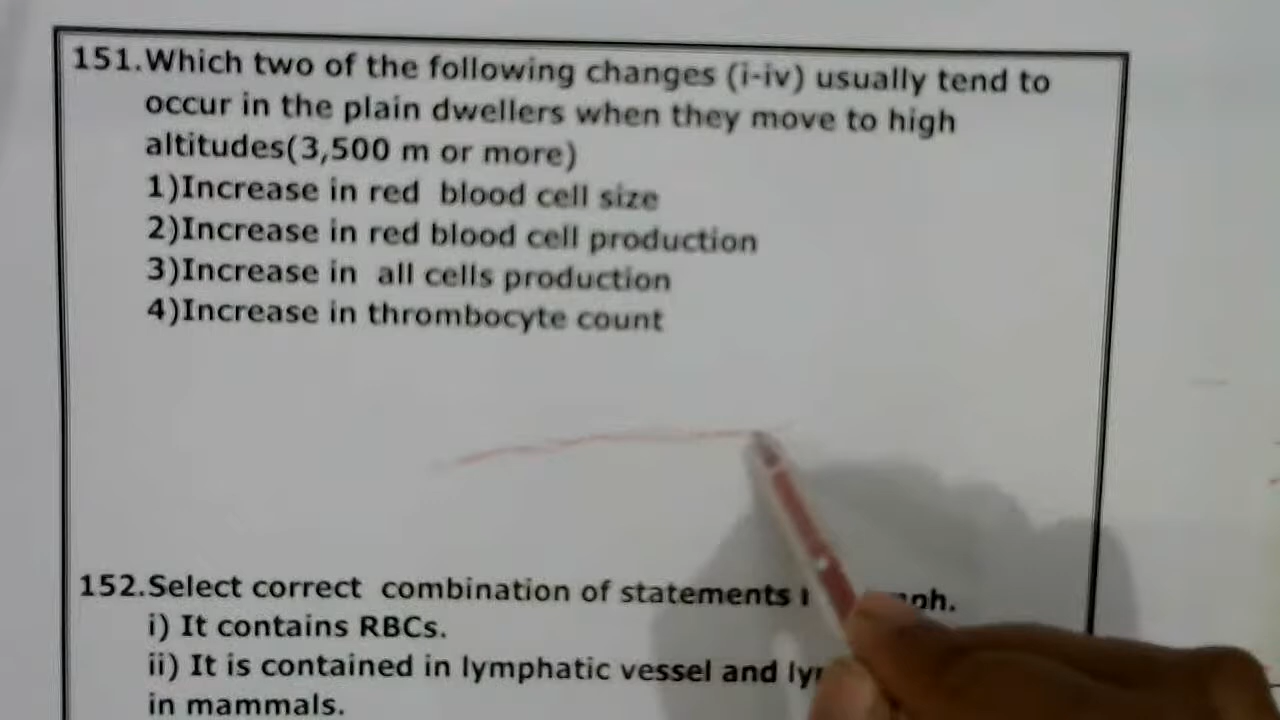 151.Which two of the following changes (i-iv) usually tend to
occur in the plain dwellers when they move to high
altitudes(3,500 m or more)
1)Increase in red blood cell size
2)Increase in red blood cell production
3)Increase in all cells production
4)Increase in thrombocyte count
152.Select correct combination of statements
i) It contains RBCs.
ii) It is contained in lymphatic vessel and
in mammals.